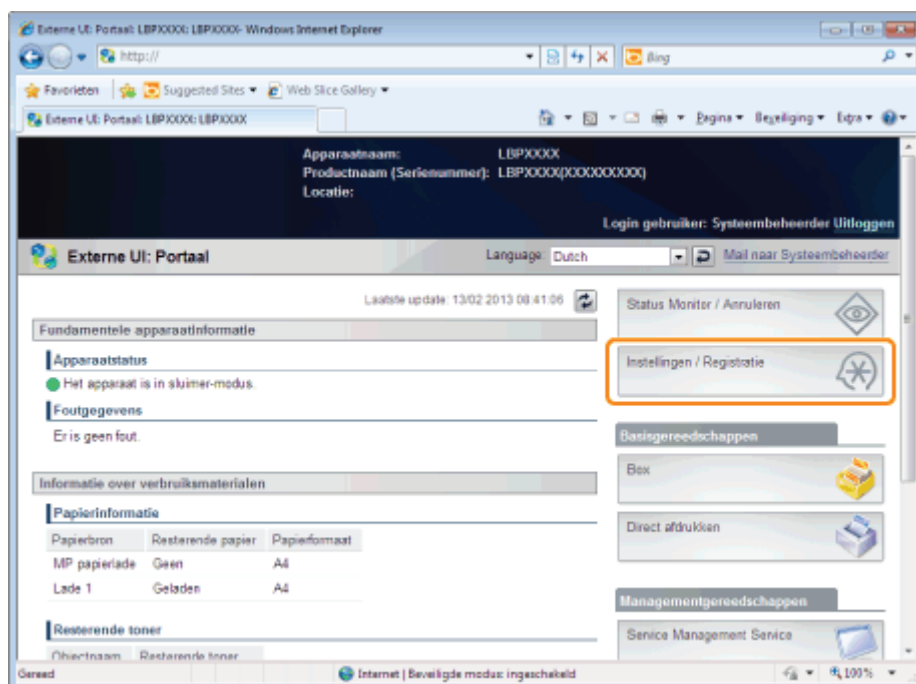 Externe UI: Portaal: LBPXXXX: LBPXXXX- Windows Internet Explorer
http://
Bing
Favorieten Suggested Sites Web Slice Gallery
Externe UI: Portaal: LBPXXXX: LBPXXXX
Pagina Beveiliging Extra
Apparaatnaam: LBPXXXX
Productnaam (Serienummer): LBPXXXX(XXXXXXXXX)
Locatie:
Login gebruiker: Systeembeheerder Uitloggen
Externe UI: Portaal
Language: Dutch
Mail naar Systeembeheerder
Laatste update: 13/02 2013 08:41:06
Fundamentele apparaatinformatie
Apparaatstatus
Het apparaat is in sluimer-modus.
Foutgegevens
Er is geen fout.
Informatie over verbruiksmaterialen
Papierinformatie
Papierbron Resterende papier Papierformaat
MP papierlade Geen A4
Lade 1 Geladen A4
Resterende toner
Objectnaam Resterende toner
Status Monitor / Annuleren
Instellingen / Registratie
Basisgereedschappen
Box
Direct afdrukken
Managementgereedschappen
Service Management Service
Gereed
Internet | Beveiligde modus: ingeschakeld
100%